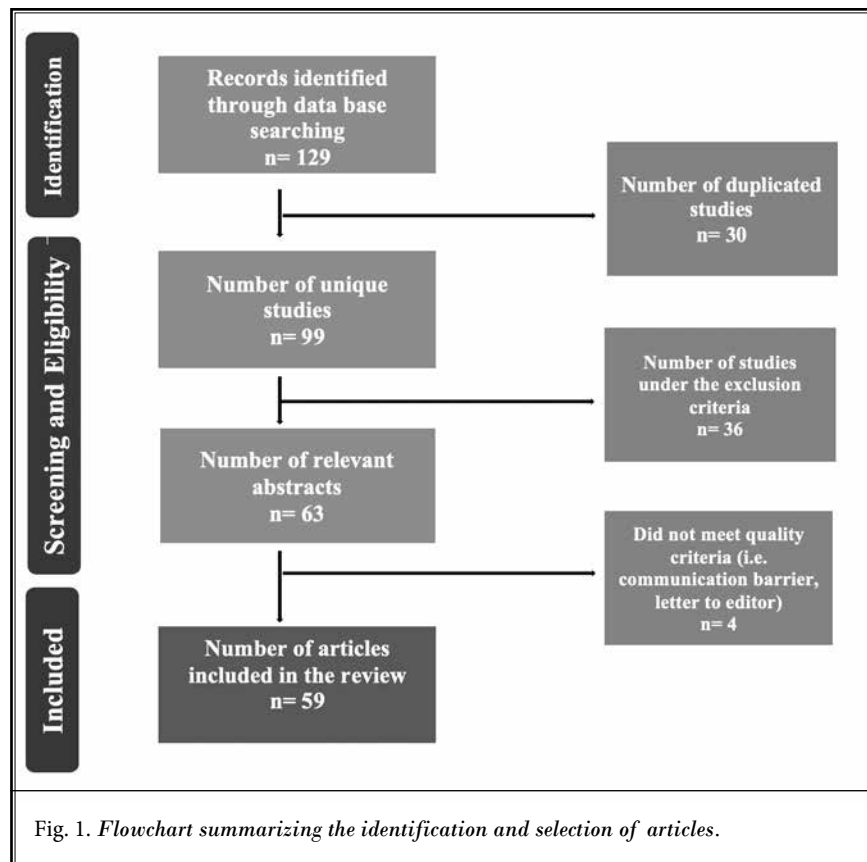 Identification
Records identified
through data base
searching
n= 129
Number of duplicated
studies
n= 30
Screening and Eligibility
Number of unique
studies
n= 99
Number of studies
under the exclusion
criteria
n= 36
Number of relevant
abstracts
n= 63
Did not meet quality
criteria (i.e.
communication barrier,
letter to editor)
n= 4
Included
Number of articles
included in the review
n= 59
Fig. 1. Flowchart summarizing the identification and selection of articles.